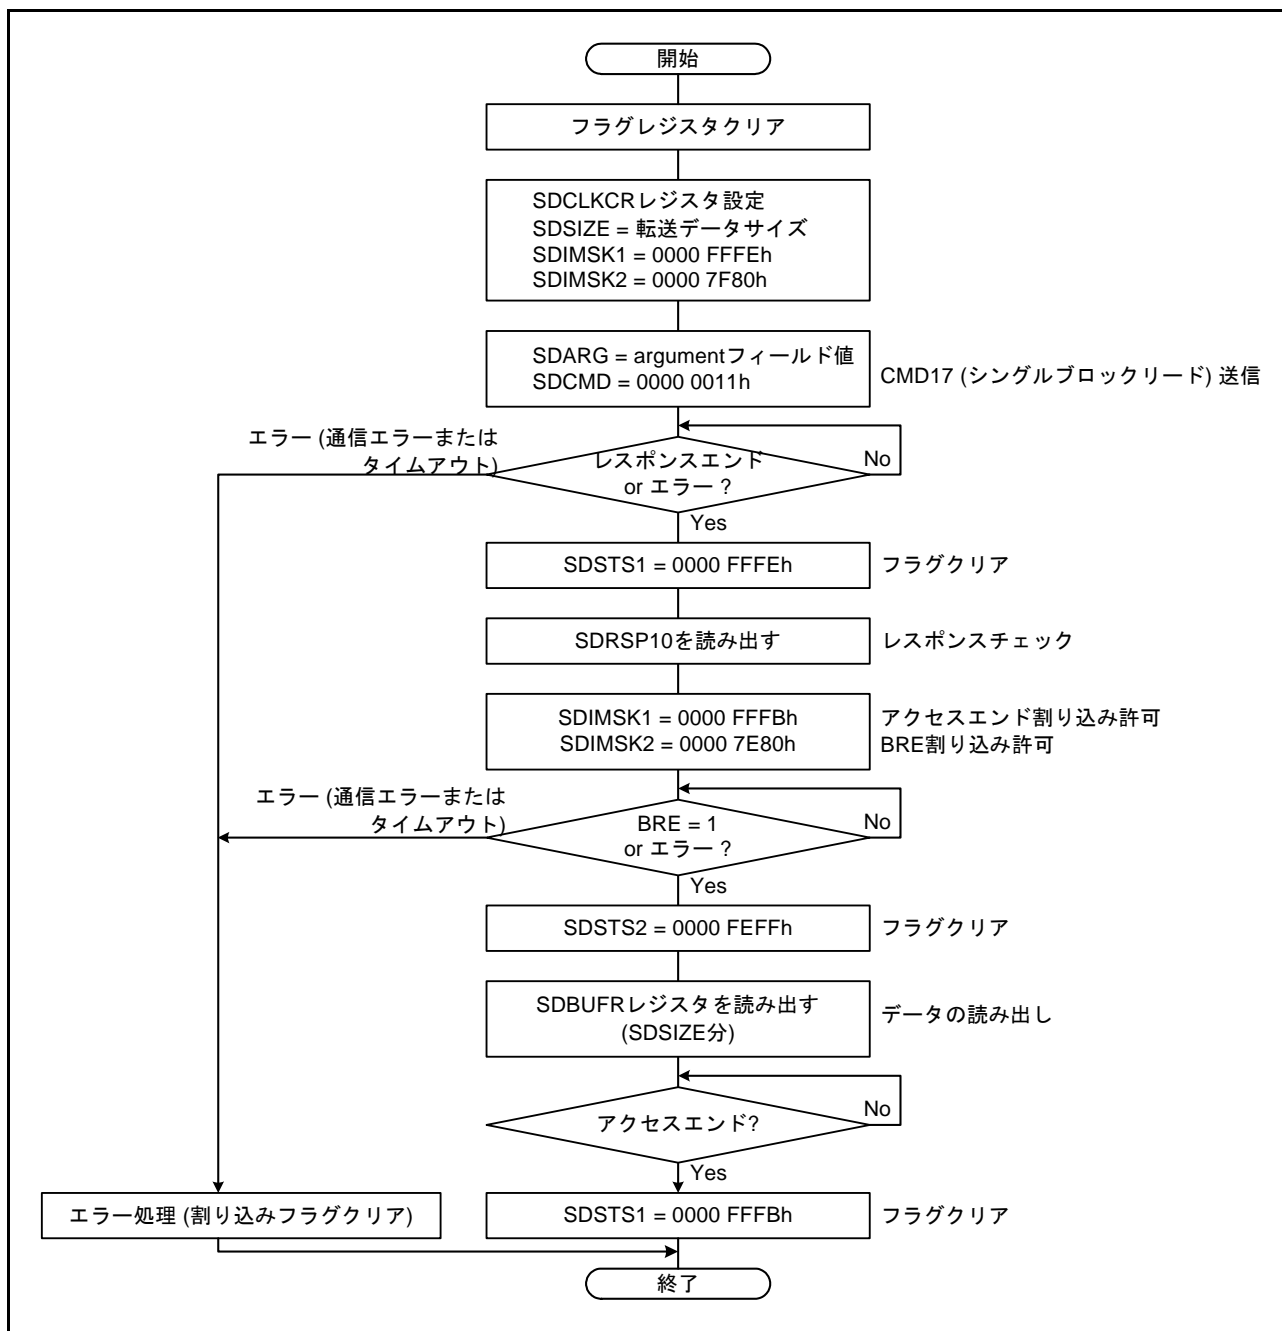 開始
フラグレジスタクリア
SDCLKCRレジスタ設定
SDSIZE = 転送データサイズ
SDIMSK1 = 0000 FFFEh
SDIMSK2 = 0000 7F80h
SDARG = argumentフィールド値
SDCMD = 0000 0011h
CMD17 (シングルブロックリード) 送信
エラー (通信エラーまたは
タイムアウト)
レスポンスエンド
or エラー ?
No
Yes
SDSTS1 = 0000 FFFEh
フラグクリア
SDRSP10を読み出す
レスポンスチェック
SDIMSK1 = 0000 FFFBh
SDIMSK2 = 0000 7E80h
アクセスエンド割り込み許可
BRE割り込み許可
エラー (通信エラーまたは
タイムアウト)
BRE = 1
or エラー ?
No
Yes
SDSTS2 = 0000 FEFFh
フラグクリア
SDBUFRレジスタを読み出す
(SDSIZE分)
データの読み出し
アクセスエンド?
No
Yes
エラー処理 (割り込みフラグクリア)
SDSTS1 = 0000 FFFBh
フラグクリア
終了